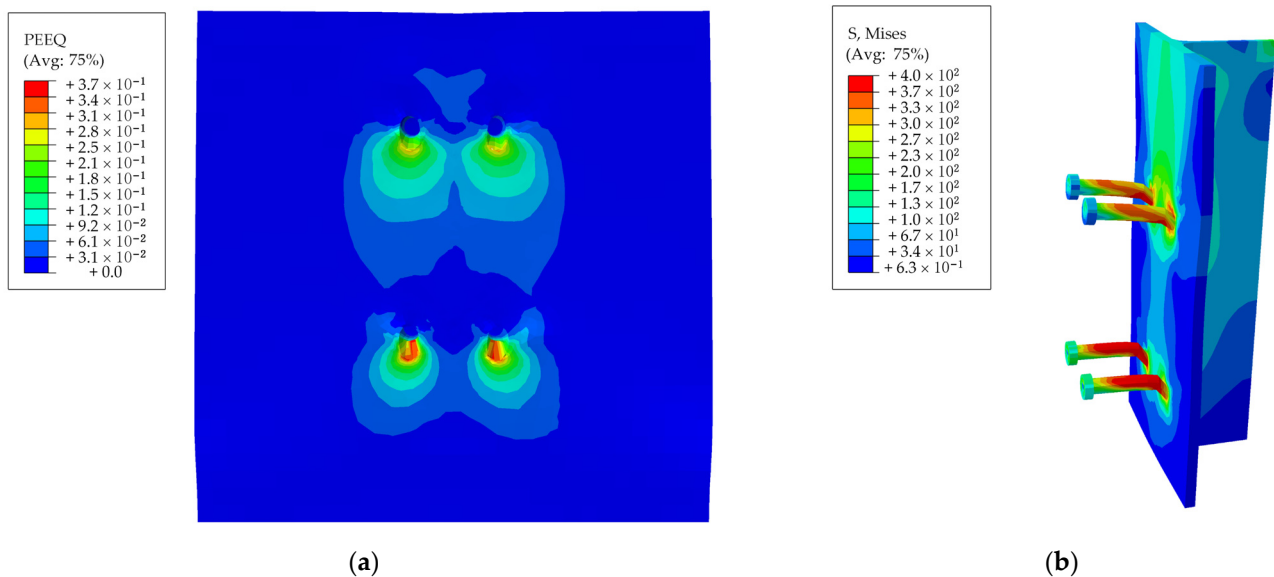 PEEQ
(Avg: 75%)
+ 3.7 × 10⁻¹
+ 3.4 × 10⁻¹
+ 3.1 × 10⁻¹
+ 2.8 × 10⁻¹
+ 2.5 × 10⁻¹
+ 2.1 × 10⁻¹
+ 1.8 × 10⁻¹
+ 1.5 × 10⁻¹
+ 1.2 × 10⁻¹
+ 9.2 × 10⁻²
+ 6.1 × 10⁻²
+ 3.1 × 10⁻²
+ 0.0
(a)
S, Mises
(Avg: 75%)
+ 4.0 × 10²
+ 3.7 × 10²
+ 3.3 × 10²
+ 3.0 × 10²
+ 2.7 × 10²
+ 2.3 × 10²
+ 2.0 × 10²
+ 1.7 × 10²
+ 1.3 × 10²
+ 1.0 × 10²
+ 6.7 × 10¹
+ 3.4 × 10¹
+ 6.3 × 10⁻¹
(b)